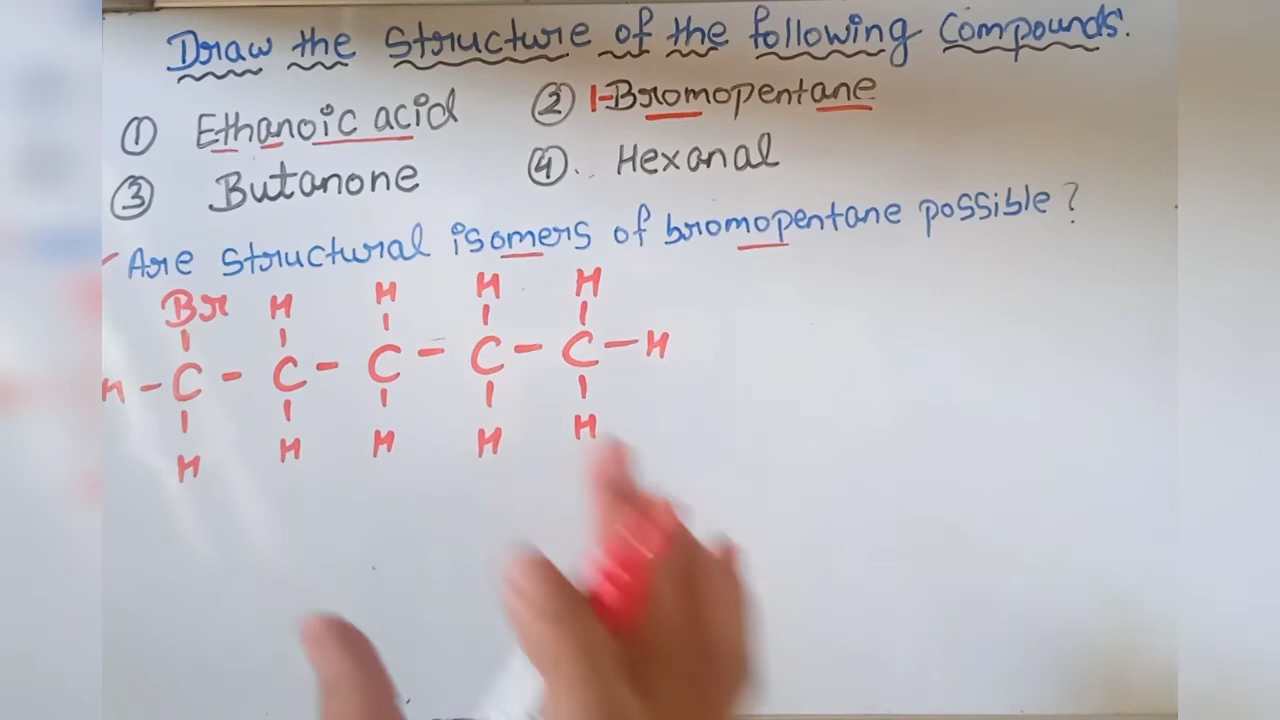 Draw the Structure of the following Compounds.
① Ethanoic acid ② 1-Bromopentane
③ Butanone ④. Hexanal
Are Structural isomers of bromopentane possible?
Br H H H H
H - C - C - C - C - C - H
H H H H H